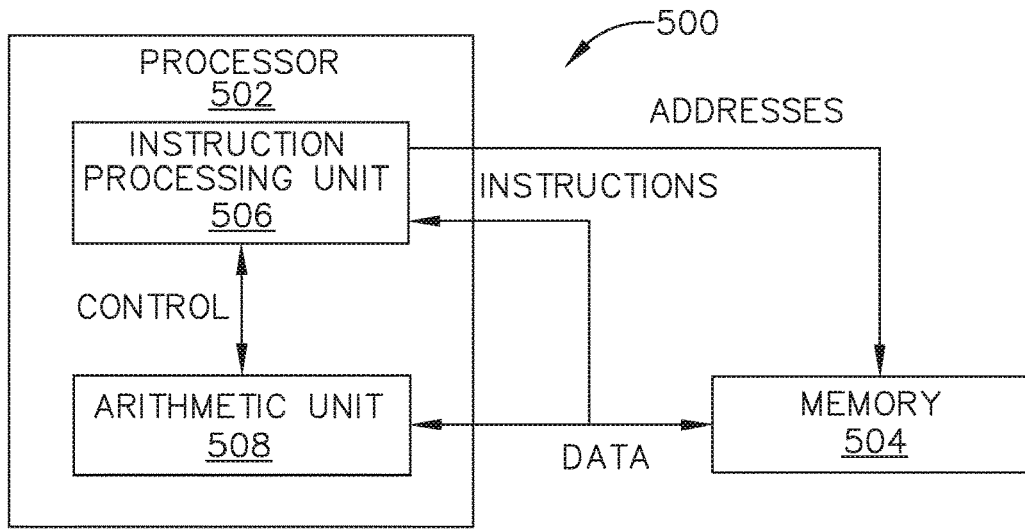 500
PROCESSOR
502
ADDRESSES
INSTRUCTION
PROCESSING UNIT
506
INSTRUCTIONS
CONTROL
ARITHMETIC UNIT
508
DATA
MEMORY
504